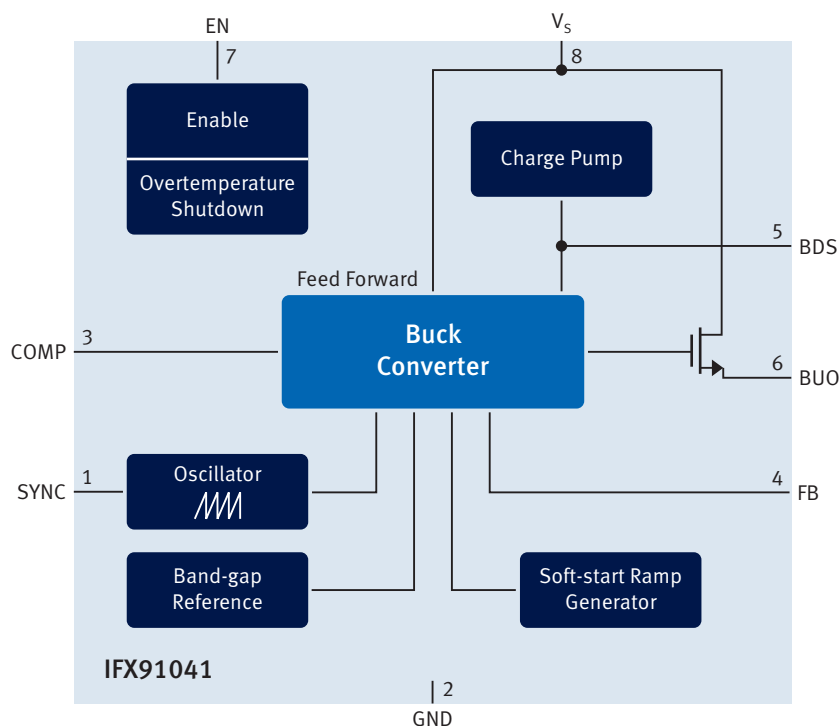 EN
7
VS
8
Enable
Overtemperature
Shutdown
Charge Pump
5
BDS
Feed Forward
Buck
Converter
COMP
3
6
BUO
SYNC
1
Oscillator
4
FB
Band-gap
Reference
Soft-start Ramp
Generator
IFX91041
2
GND